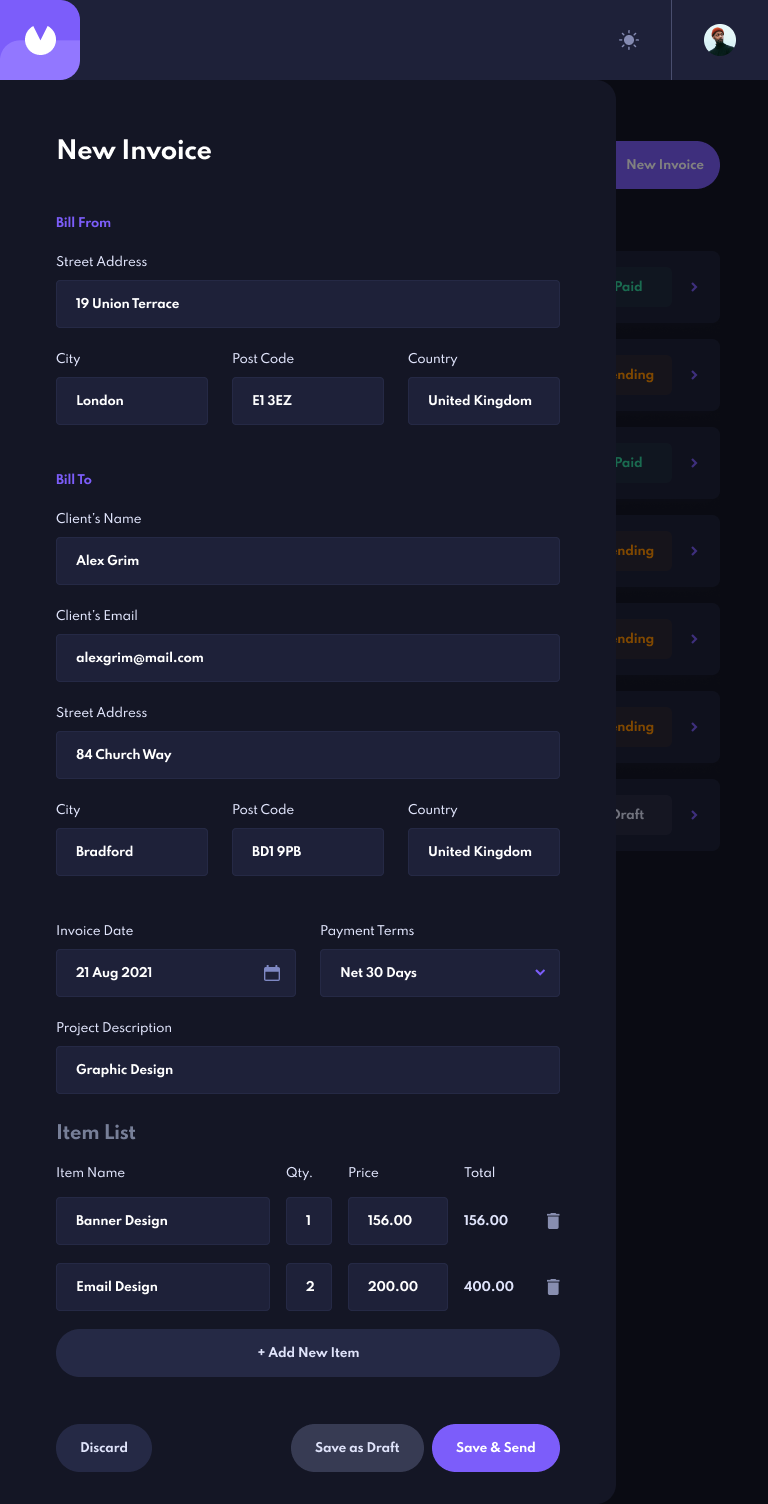 New Invoice
New Invoice
Bill From
Street Address
19 Union Terrace
City Post Code Country
London E1 3EZ United Kingdom
Bill To
Client's Name
Alex Grim
Client's Email
alexgrim@mail.com
Street Address
84 Church Way
City Post Code Country
Bradford BD1 9PB United Kingdom
Invoice Date Payment Terms
21 Aug 2021 Net 30 Days
Project Description
Graphic Design
Item List
Item Name Qty. Price Total
Banner Design 1 156.00 156.00
Email Design 2 200.00 400.00
+ Add New Item
Discard Save as Draft Save & Send
Paid
ending
Paid
ending
ending
ending
Draft